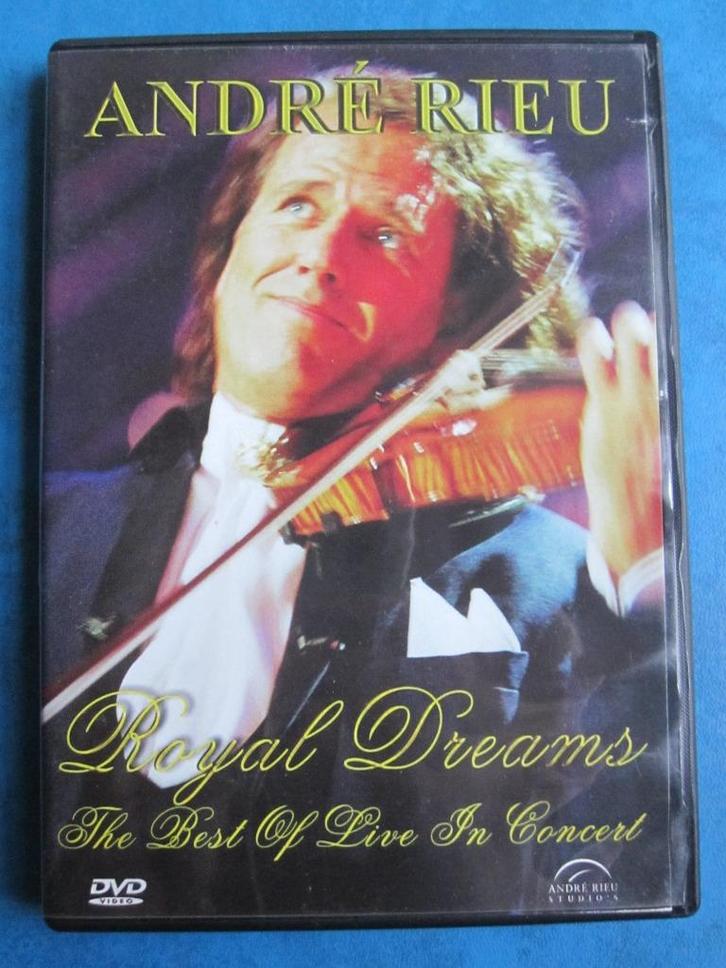 ANDRÉ RIEU
Royal Dreams
The Best Of Live In Concert
DVD
VIDEO
ANDRÉ RIEU
STUDIO'S